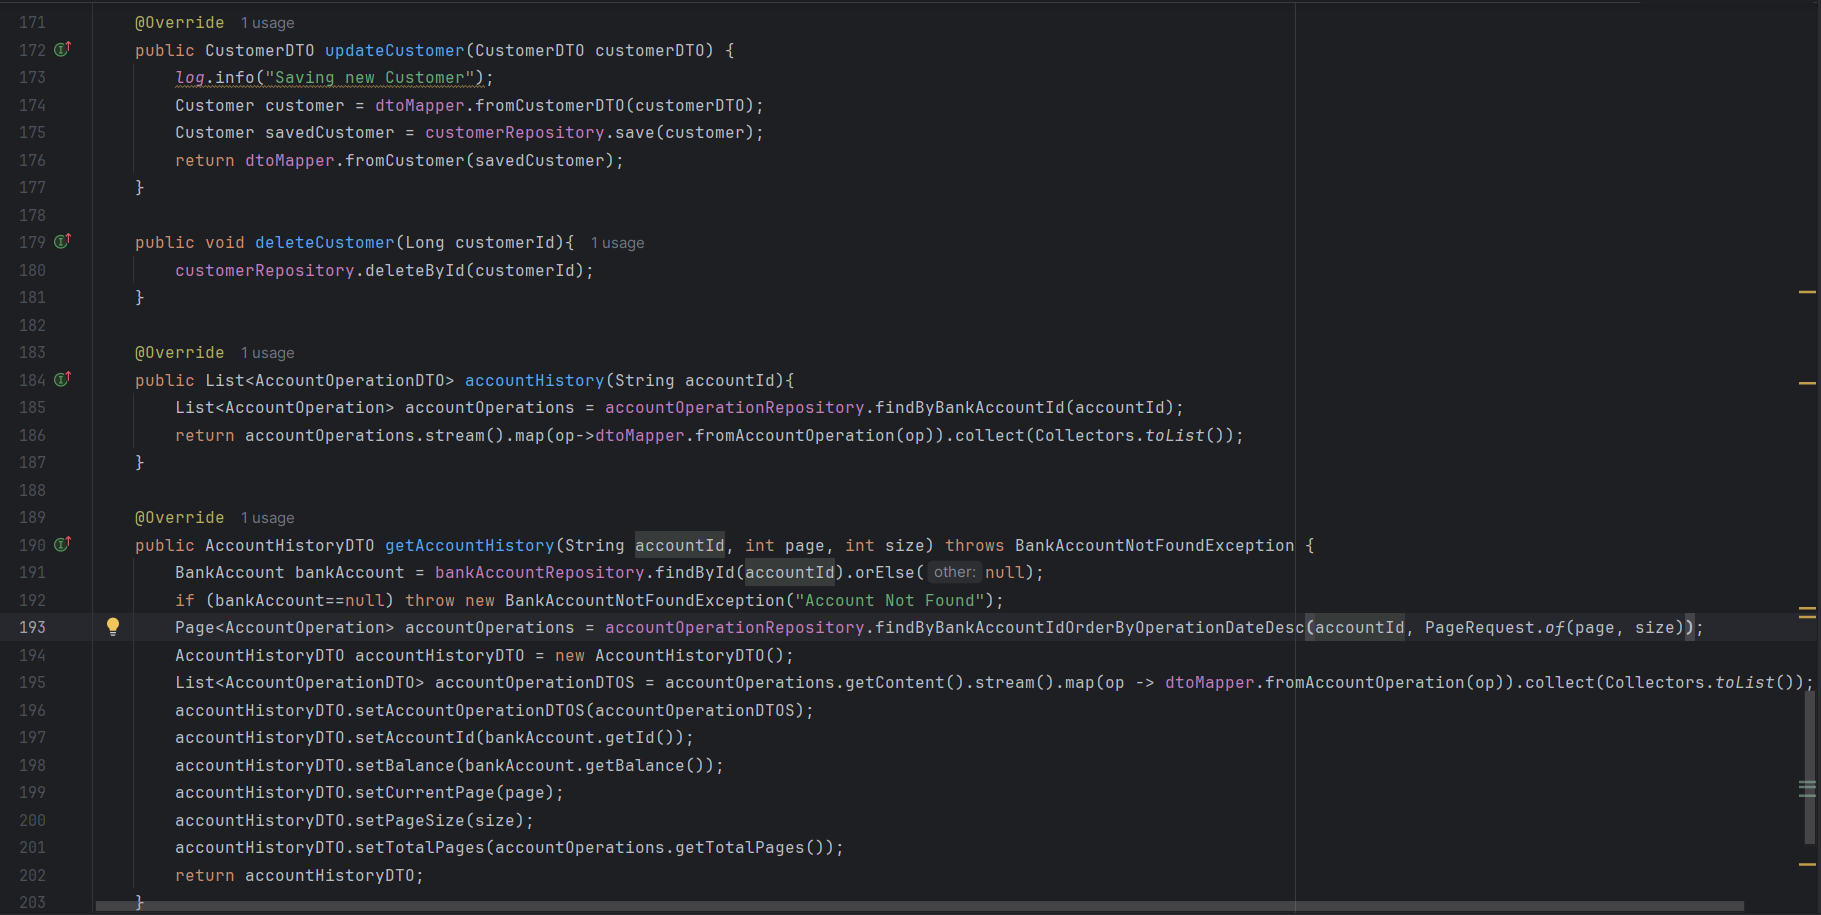 171 @Override 1 usage
172 public CustomerDTO updateCustomer(CustomerDTO customerDTO) {
173 log.info("Saving new Customer");
174 Customer customer = dtoMapper.fromCustomerDTO(customerDTO);
175 Customer savedCustomer = customerRepository.save(customer);
176 return dtoMapper.fromCustomer(savedCustomer);
177 }
178
179 public void deleteCustomer(Long customerId){ 1 usage
180 customerRepository.deleteById(customerId);
181 }
182
183 @Override 1 usage
184 public List<AccountOperationDTO> accountHistory(String accountId){
185 List<AccountOperation> accountOperations = accountOperationRepository.findByBankAccountId(accountId);
186 return accountOperations.stream().map(op->dtoMapper.fromAccountOperation(op)).collect(Collectors.toList());
187 }
188
189 @Override 1 usage
190 public AccountHistoryDTO getAccountHistory(String accountId, int page, int size) throws BankAccountNotFoundException {
191 BankAccount bankAccount = bankAccountRepository.findById(accountId).orElse( other: null);
192 if (bankAccount==null) throw new BankAccountNotFoundException("Account Not Found");
193 Page<AccountOperation> accountOperations = accountOperationRepository.findByBankAccountIdOrderByOperationDateDesc(accountId, PageRequest.of(page, size));
194 AccountHistoryDTO accountHistoryDTO = new AccountHistoryDTO();
195 List<AccountOperationDTO> accountOperationDTOS = accountOperations.getContent().stream().map(op -> dtoMapper.fromAccountOperation(op)).collect(Collectors.toList());
196 accountHistoryDTO.setAccountOperationDTOS(accountOperationDTOS);
197 accountHistoryDTO.setAccountId(bankAccount.getId());
198 accountHistoryDTO.setBalance(bankAccount.getBalance());
199 accountHistoryDTO.setCurrentPage(page);
200 accountHistoryDTO.setPageSize(size);
201 accountHistoryDTO.setTotalPages(accountOperations.getTotalPages());
202 return accountHistoryDTO;
203 }